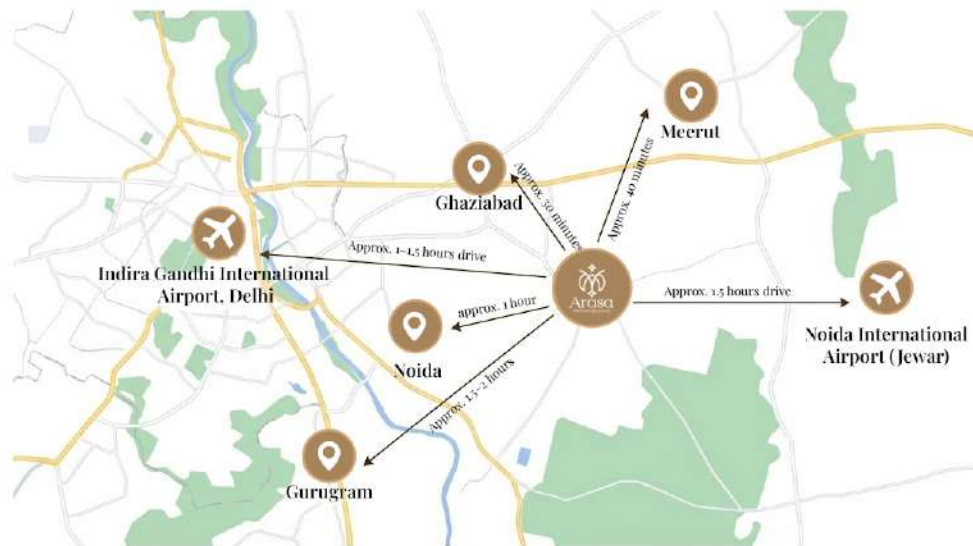 Meerut
Approx. 40 minutes
Approx. 30 minutes
Ghaziabad
Indira Gandhi International
Airport, Delhi
Approx. 1-1.5 hours drive
Arasa
Approx. 1.5 hours drive
Noida International
Airport (Jewar)
approx. 1 hour
Noida
Approx. 1.5-2 hours
Gurugram